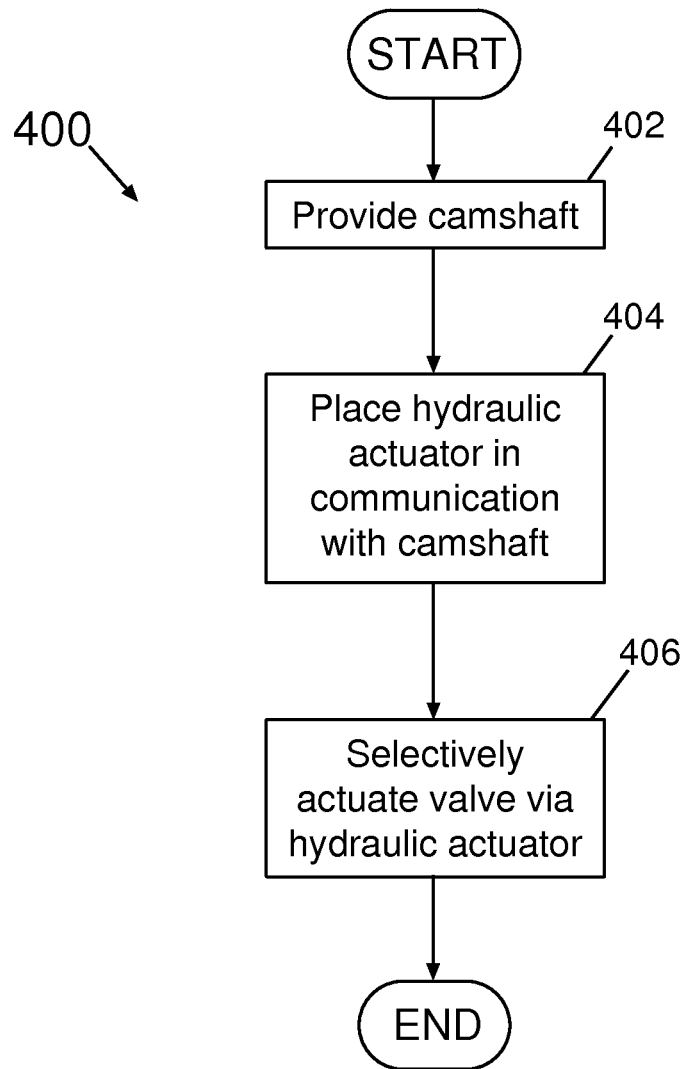 START
400
402
Provide camshaft
404
Place hydraulic
actuator in
communication
with camshaft
406
Selectively
actuate valve via
hydraulic actuator
END